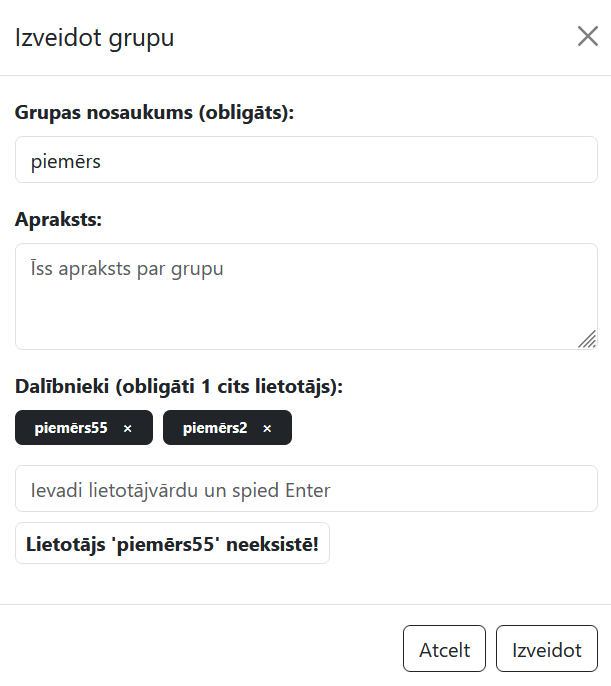 Izveidot grupu
Grupas nosaukums (obligāts):
piemērs
Apraksts:
Īss apraksts par grupu
Dalībnieki (obligāti 1 cits lietotājs):
piemērs55 × piemērs2 ×
Ievadi lietotājvārdu un spied Enter
Lietotājs 'piemērs55' neeksistē!
Atcelt Izveidot